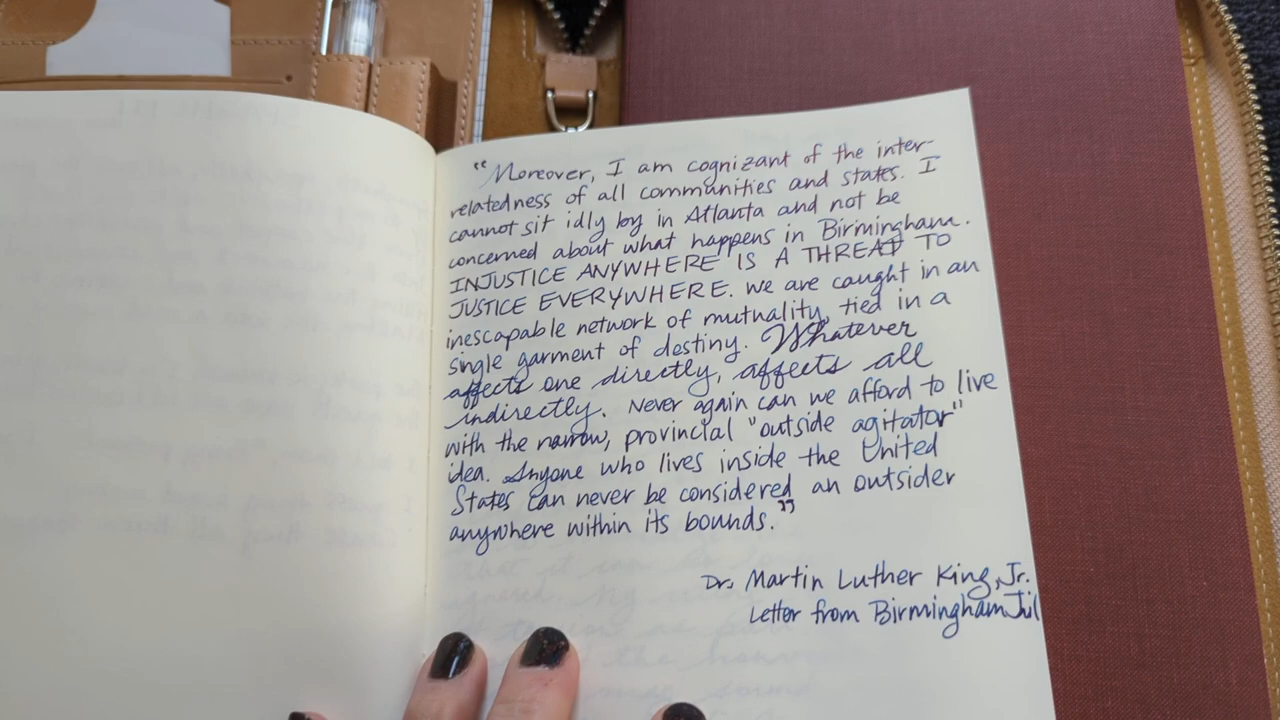 "Moreover, I am cognizant of the inter-
relatedness of all communities and states. I
cannot sit idly by in Atlanta and not be
concerned about what happens in Birmingham.
INJUSTICE ANYWHERE IS A THREAT TO
JUSTICE EVERYWHERE. We are caught in an
inescapable network of mutuality, tied in a
single garment of destiny. Whatever
affects one directly, affects all
indirectly. Never again can we afford to live
with the narrow, provincial "outside agitator"
idea. Anyone who lives inside the United
States can never be considered an outsider
anywhere within its bounds."
Dr. Martin Luther King, Jr.
Letter from Birmingham Jil